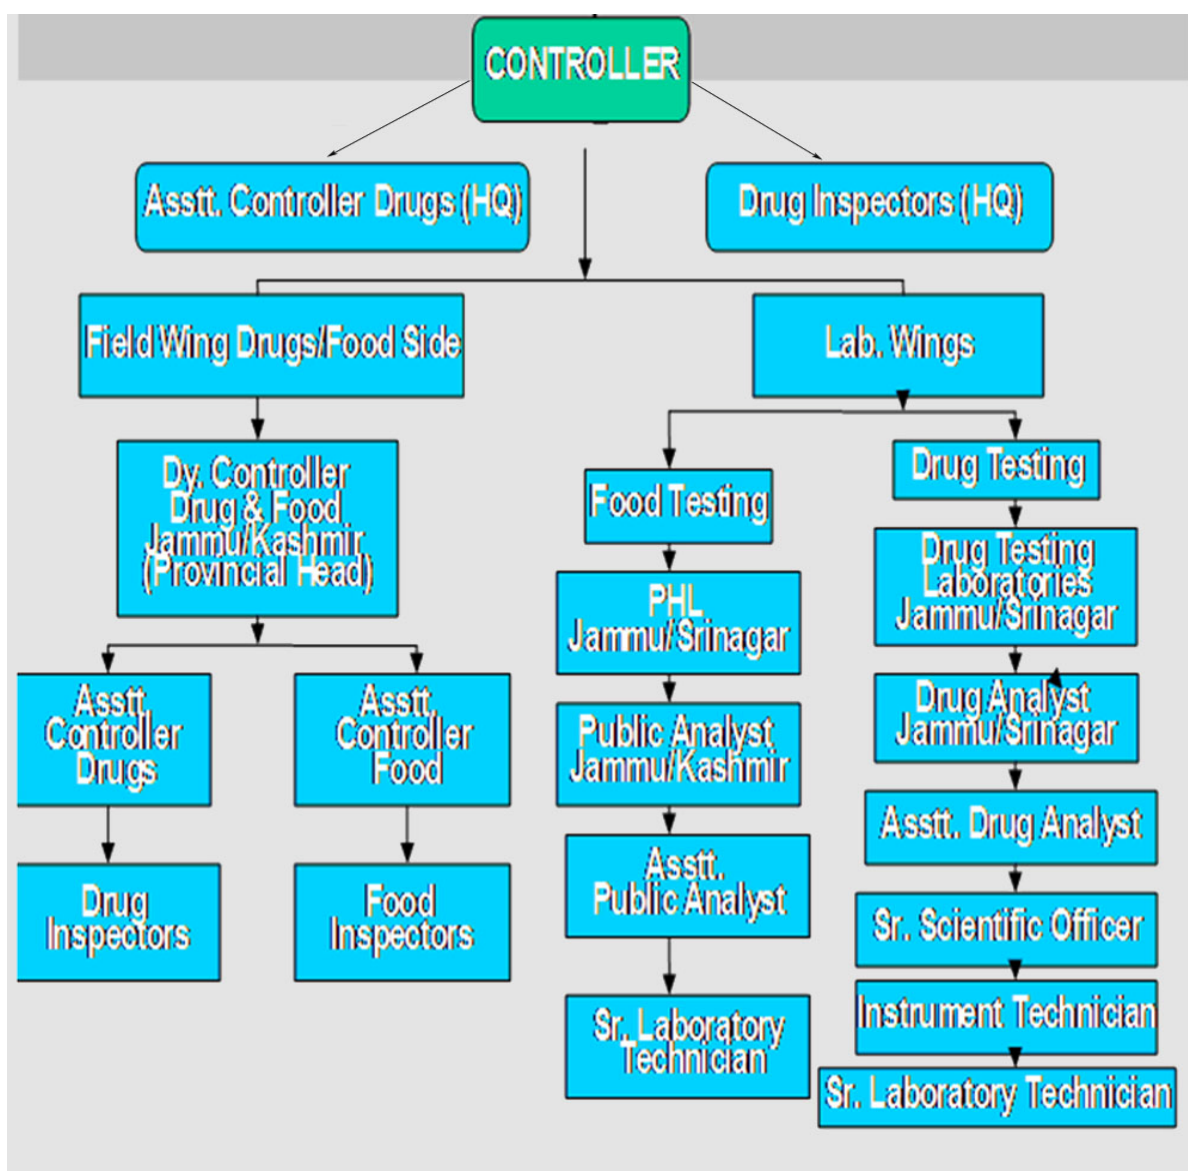 CONTROLLER
Asstt. Controller Drugs (HQ)
Drug Inspectors (HQ)
Field Wing Drugs/Food Side
Lab. Wings
Dy. Controller
Drug & Food
Jammu/Kashmir
(Provincial Head)
Asstt.
Controller
Drugs
Asstt.
Controller
Food
Drug
Inspectors
Food
Inspectors
Food Testing
PHL
Jammu/Srinagar
Public Analyst
Jammu/Kashmir
Asstt.
Public Analyst
Sr. Laboratory
Technician
Drug Testing
Drug Testing
Laboratories
Jammu/Srinagar
Drug Analyst
Jammu/Srinagar
Asstt. Drug Analyst
Sr. Scientific Officer
Instrument Technician
Sr. Laboratory Technician